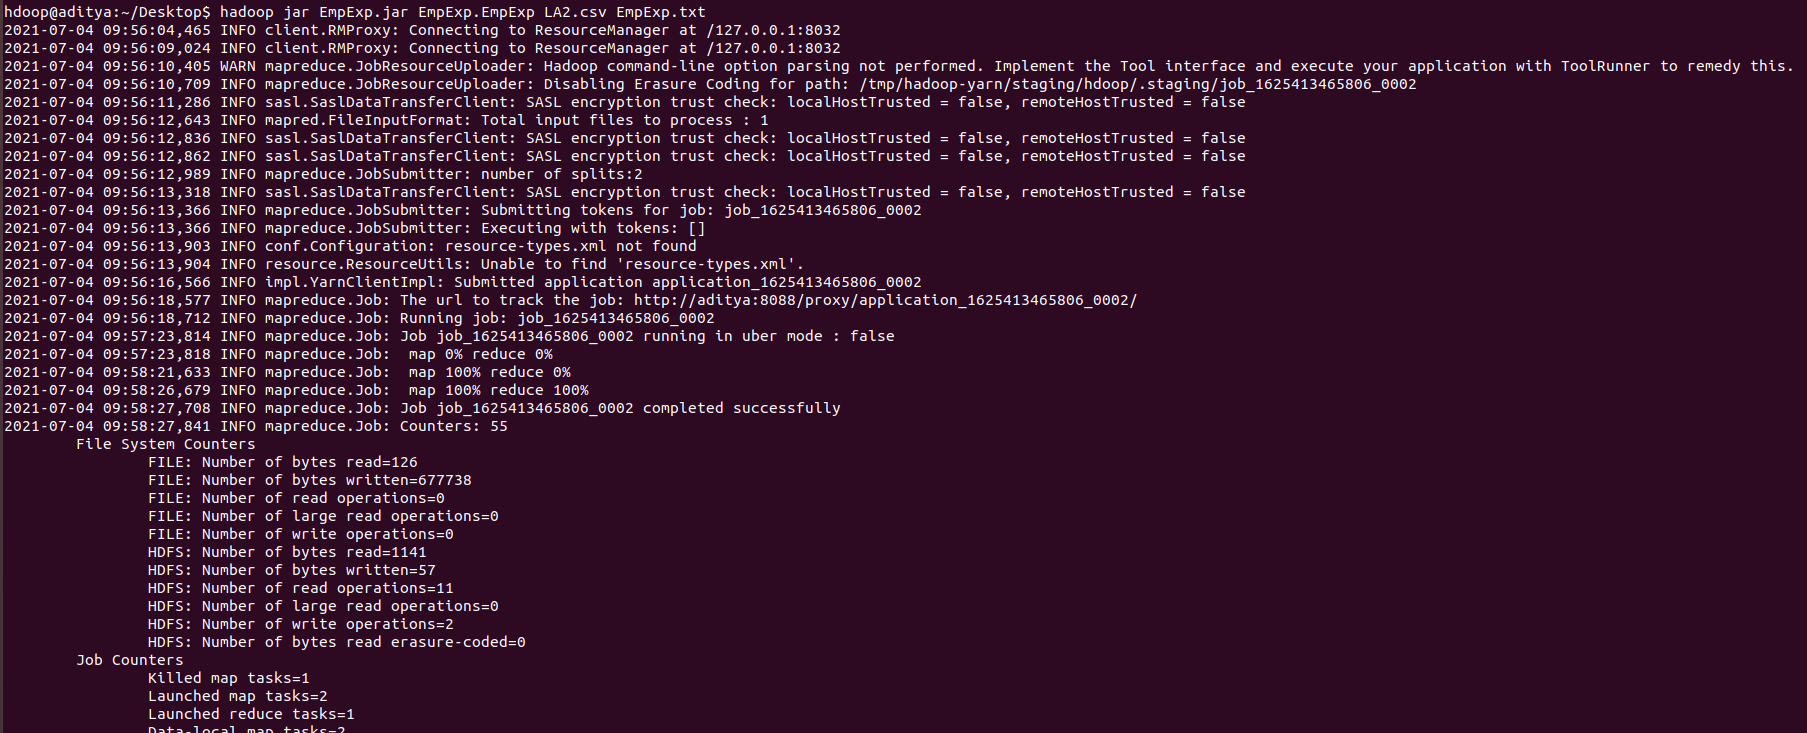 hdoop@aditya:~/Desktop$ hadoop jar EmpExp.jar EmpExp.EmpExp LA2.csv EmpExp.txt
2021-07-04 09:56:04,465 INFO client.RMProxy: Connecting to ResourceManager at /127.0.0.1:8032
2021-07-04 09:56:09,024 INFO client.RMProxy: Connecting to ResourceManager at /127.0.0.1:8032
2021-07-04 09:56:10,405 WARN mapreduce.JobResourceUploader: Hadoop command-line option parsing not performed. Implement the Tool interface and execute your application with ToolRunner to remedy this.
2021-07-04 09:56:10,709 INFO mapreduce.JobResourceUploader: Disabling Erasure Coding for path: /tmp/hadoop-yarn/staging/hdoop/.staging/job_1625413465806_0002
2021-07-04 09:56:11,286 INFO sasl.SaslDataTransferClient: SASL encryption trust check: localHostTrusted = false, remoteHostTrusted = false
2021-07-04 09:56:12,643 INFO mapred.FileInputFormat: Total input files to process : 1
2021-07-04 09:56:12,836 INFO sasl.SaslDataTransferClient: SASL encryption trust check: localHostTrusted = false, remoteHostTrusted = false
2021-07-04 09:56:12,862 INFO sasl.SaslDataTransferClient: SASL encryption trust check: localHostTrusted = false, remoteHostTrusted = false
2021-07-04 09:56:12,989 INFO mapreduce.JobSubmitter: number of splits:2
2021-07-04 09:56:13,318 INFO sasl.SaslDataTransferClient: SASL encryption trust check: localHostTrusted = false, remoteHostTrusted = false
2021-07-04 09:56:13,366 INFO mapreduce.JobSubmitter: Submitting tokens for job: job_1625413465806_0002
2021-07-04 09:56:13,366 INFO mapreduce.JobSubmitter: Executing with tokens: []
2021-07-04 09:56:13,903 INFO conf.Configuration: resource-types.xml not found
2021-07-04 09:56:13,904 INFO resource.ResourceUtils: Unable to find 'resource-types.xml'.
2021-07-04 09:56:16,566 INFO impl.YarnClientImpl: Submitted application application_1625413465806_0002
2021-07-04 09:56:18,577 INFO mapreduce.Job: The url to track the job: http://aditya:8088/proxy/application_1625413465806_0002/
2021-07-04 09:56:18,712 INFO mapreduce.Job: Running job: job_1625413465806_0002
2021-07-04 09:57:23,814 INFO mapreduce.Job: Job job_1625413465806_0002 running in uber mode : false
2021-07-04 09:57:23,818 INFO mapreduce.Job:  map 0% reduce 0%
2021-07-04 09:58:21,633 INFO mapreduce.Job:  map 100% reduce 0%
2021-07-04 09:58:26,679 INFO mapreduce.Job:  map 100% reduce 100%
2021-07-04 09:58:27,708 INFO mapreduce.Job: Job job_1625413465806_0002 completed successfully
2021-07-04 09:58:27,841 INFO mapreduce.Job: Counters: 55
File System Counters
FILE: Number of bytes read=126
FILE: Number of bytes written=677738
FILE: Number of read operations=0
FILE: Number of large read operations=0
FILE: Number of write operations=0
HDFS: Number of bytes read=1141
HDFS: Number of bytes written=57
HDFS: Number of read operations=11
HDFS: Number of large read operations=0
HDFS: Number of write operations=2
HDFS: Number of bytes read erasure-coded=0
Job Counters
Killed map tasks=1
Launched map tasks=2
Launched reduce tasks=1
Data-local map tasks=2